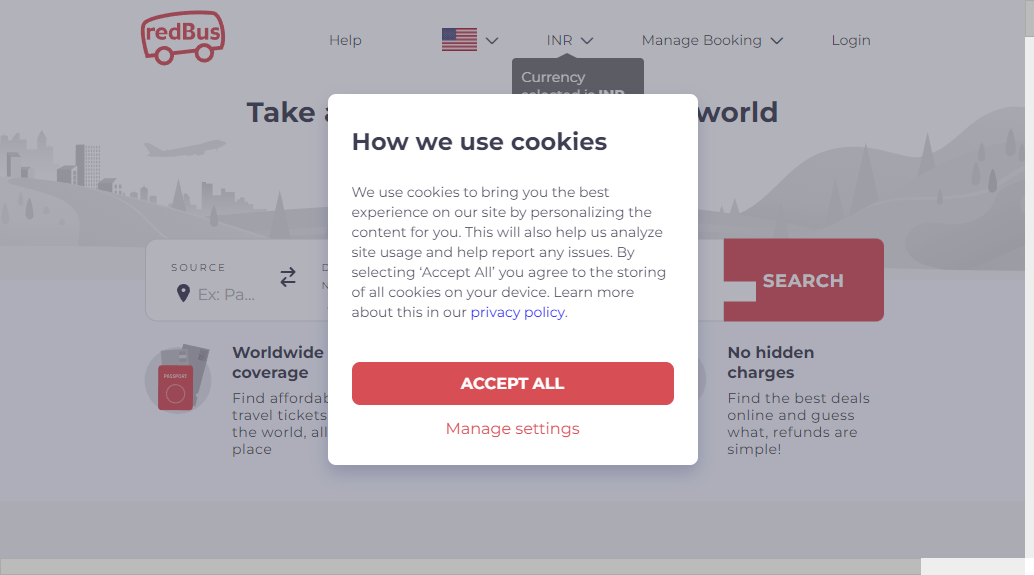 redBus
Help
INR
Manage Booking
Login
Currency
selected is INR
Take
world
How we use cookies
We use cookies to bring you the best
experience on our site by personalizing the
content for you. This will also help us analyze
site usage and help report any issues. By
selecting ‘Accept All’ you agree to the storing
of all cookies on your device. Learn more
about this in our privacy policy.
ACCEPT ALL
Manage settings
SOURCE
Ex: Pa...
SEARCH
PASSPORT
Worldwide
coverage
Find
travel tickets
the world, all
place
No hidden
charges
Find the best deals
online and guess
what, refunds are
simple!